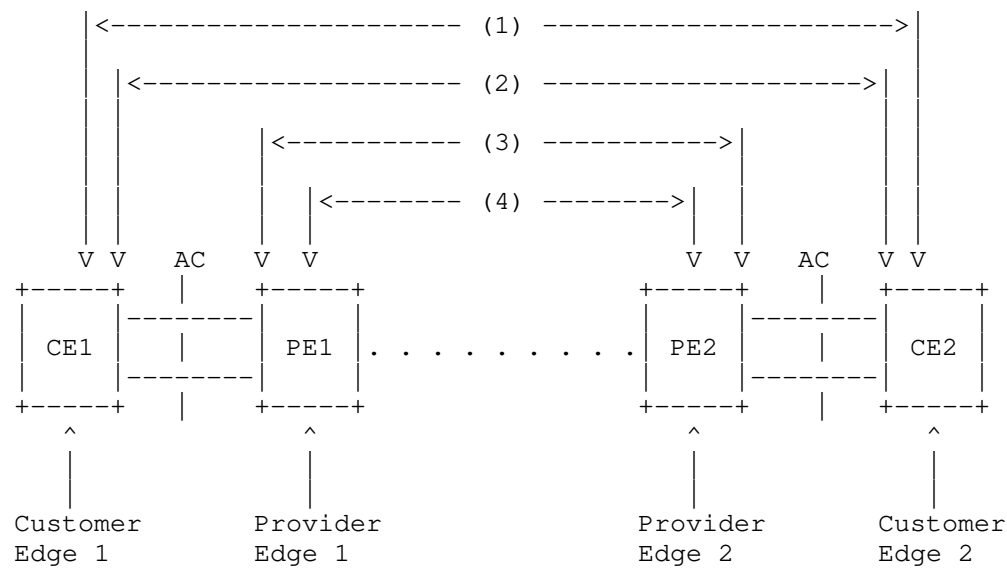 (1)
(2)
(3)
(4)
V V AC V V V V AC V V
CE1 PE1 . . . . . . . . . PE2 CE2
Customer Provider Provider Customer
Edge 1 Edge 1 Edge 2 Edge 2